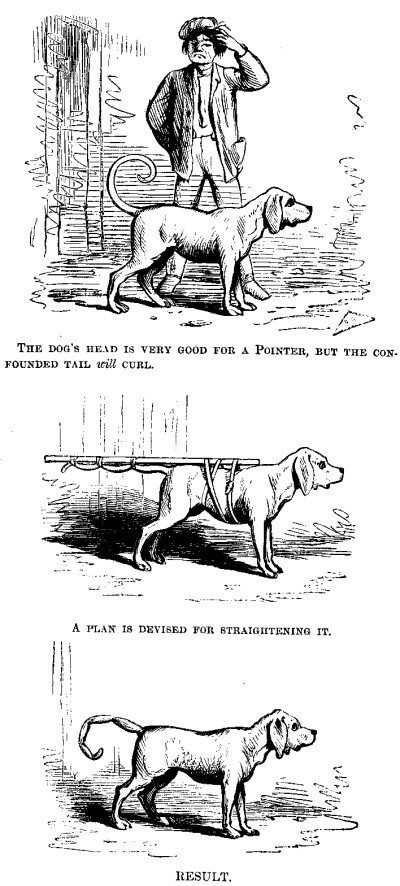 THE DOG'S HEAD IS VERY GOOD FOR A POINTER, BUT THE CON-
FOUNDED TAIL will CURL.
A PLAN IS DEVISED FOR STRAIGHTENING IT.
RESULT.